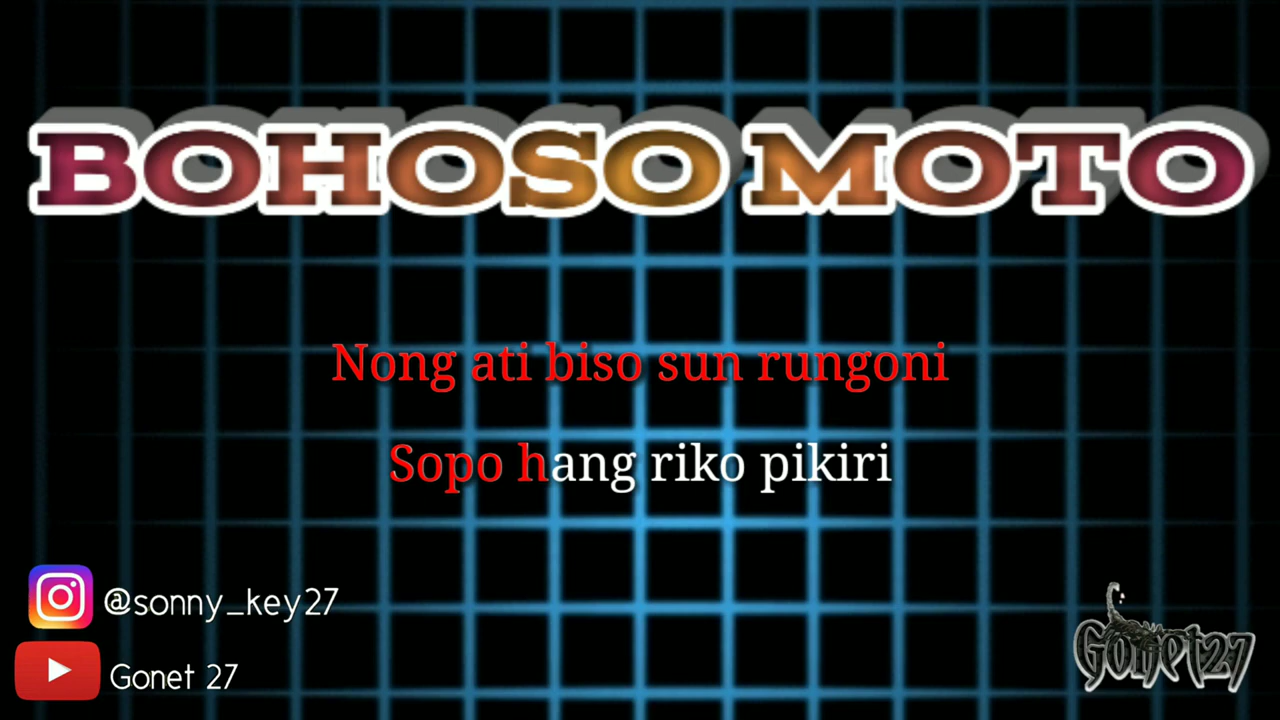 BOHOSO MOTO
Nong ati biso sun rungoni
Sopo hang riko pikiri
@sonny_key27
Gonet 27
Gonet27